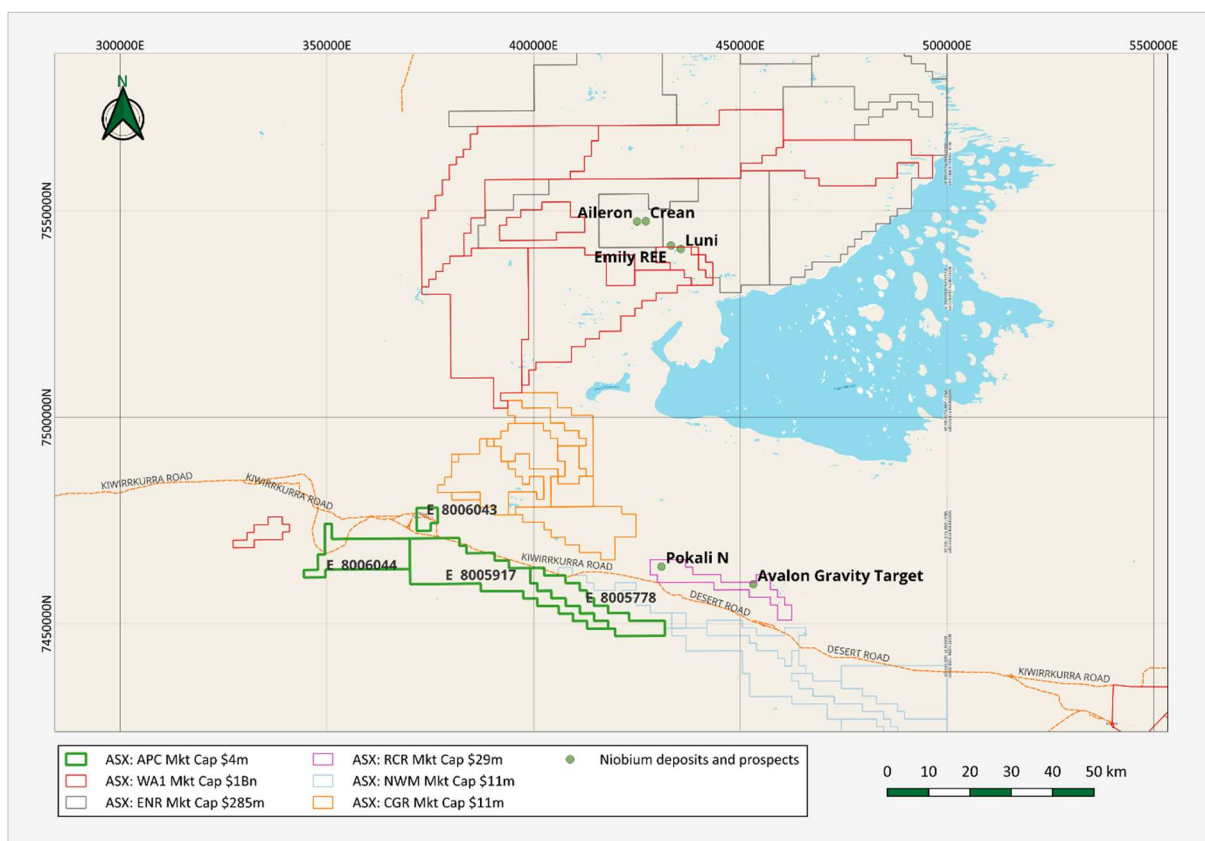 300000E 350000E 400000E 450000E 500000E 550000E
N
7550000N
Aileron Crean
Luni
Emily REE
7500000N
KIWIRRKURRA ROAD
KIWIRRKURRA ROAD
E 8006043
KIWIRRKURRA ROAD
Pokali N
E 8006044
E 8005917
Avalon Gravity Target
E 8005778
DESERT ROAD
7450000N
DESERT ROAD
KIWIRRKURRA ROAD
ASX: APC Mkt Cap $4m
ASX: WA1 Mkt Cap $1Bn
ASX: ENR Mkt Cap $285m
ASX: RCR Mkt Cap $29m
ASX: NWM Mkt Cap $11m
ASX: CGR Mkt Cap $11m
Niobium deposits and prospects
0 10 20 30 40 50 km